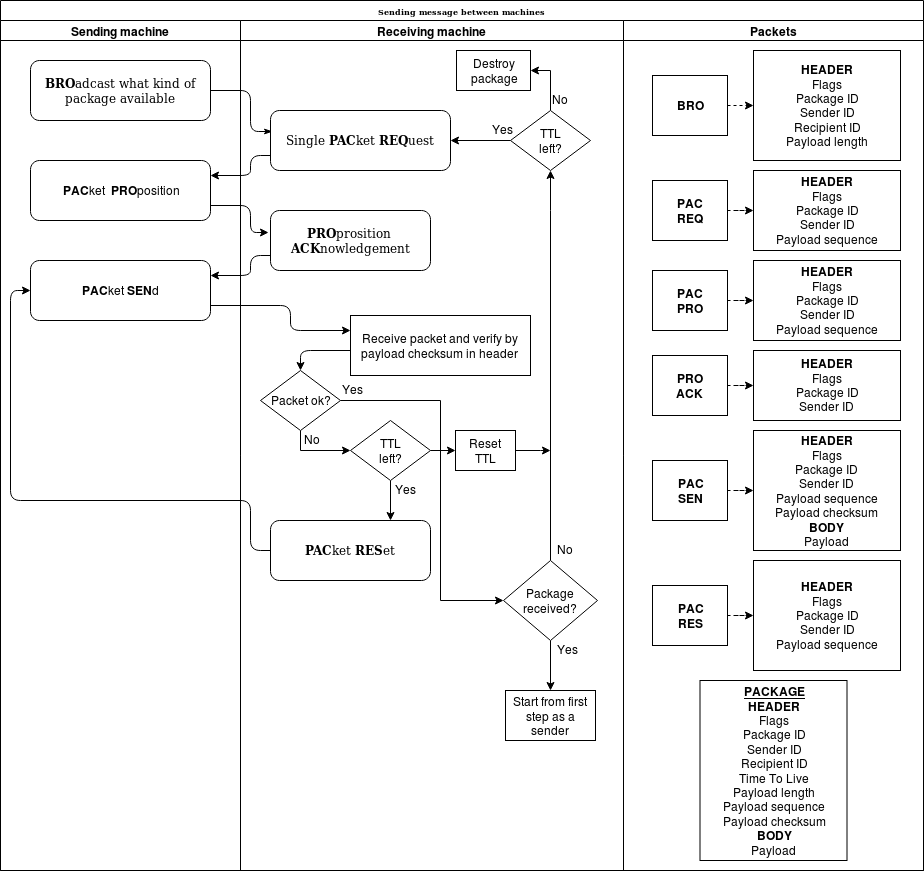 Sending message between machines
Sending machine
Receiving machine
Packets
BROadcast what kind of
package available
Single PACket REQuest
PACket PROposition
PROprosition
ACKnowledgement
PACket SENd
Receive packet and verify by
payload checksum in header
Packet ok?
Yes
No
TTL
left?
Yes
Reset
TTL
PACket RESet
Destroy
package
No
Yes
TTL
left?
No
Package
received?
Yes
Start from first
step as a
sender
BRO
HEADER
Flags
Package ID
Sender ID
Recipient ID
Payload length
PAC
REQ
HEADER
Flags
Package ID
Sender ID
Payload sequence
PAC
PRO
HEADER
Flags
Package ID
Sender ID
Payload sequence
PRO
ACK
HEADER
Flags
Package ID
Sender ID
PAC
SEN
HEADER
Flags
Package ID
Sender ID
Payload sequence
Payload checksum
BODY
Payload
PAC
RES
HEADER
Flags
Package ID
Sender ID
Payload sequence
PACKAGE
HEADER
Flags
Package ID
Sender ID
Recipient ID
Time To Live
Payload length
Payload sequence
Payload checksum
BODY
Payload